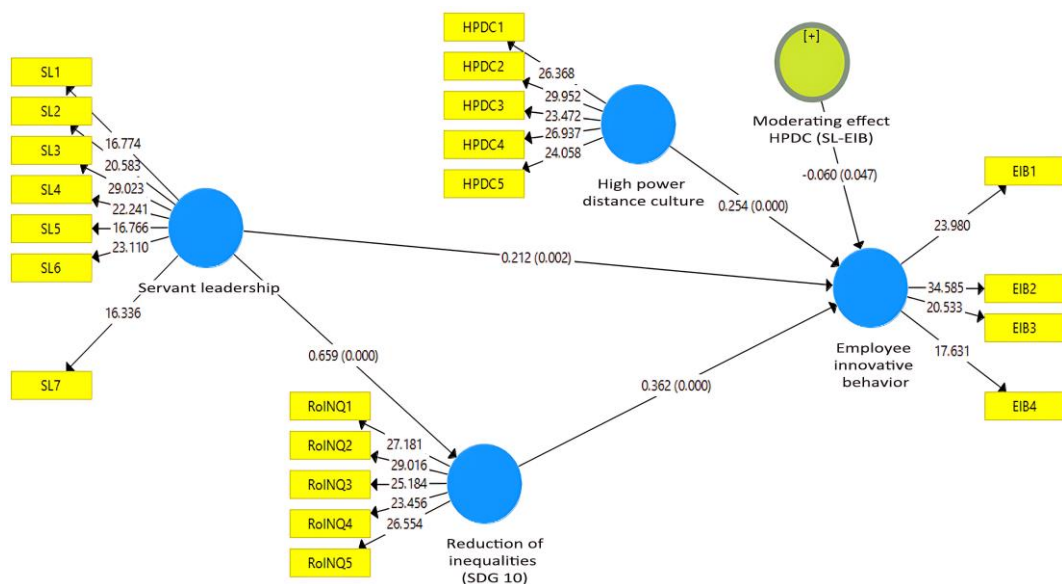 SL1
SL2
SL3
SL4
SL5
SL6
SL7
16.774
20.583
29.023
22.241
16.766
23.110
16.336
Servant leadership
HPDC1
HPDC2
HPDC3
HPDC4
HPDC5
26.368
29.952
23.472
26.937
24.058
High power
distance culture
[+]
Moderating effect
HPDC (SL-EIB)
-0.060 (0.047)
0.254 (0.000)
0.212 (0.002)
0.659 (0.000)
0.362 (0.000)
EIB1
EIB2
EIB3
EIB4
23.980
34.585
20.533
17.631
Employee
innovative
behavior
RoINQ1
RoINQ2
RoINQ3
RoINQ4
RoINQ5
27.181
29.016
25.184
23.456
26.554
Reduction of
inequalities
(SDG 10)